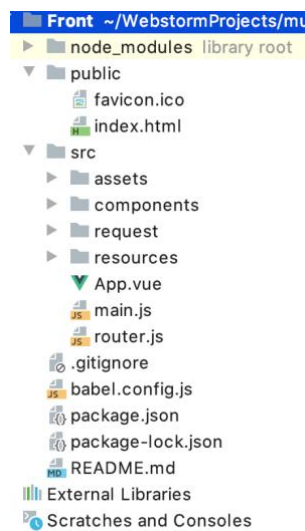 Front ~/WebstormProjects/mu
node_modules library root
public
favicon.ico
index.html
src
assets
components
request
resources
App.vue
main.js
router.js
.gitignore
babel.config.js
package.json
package-lock.json
README.md
External Libraries
Scratches and Consoles